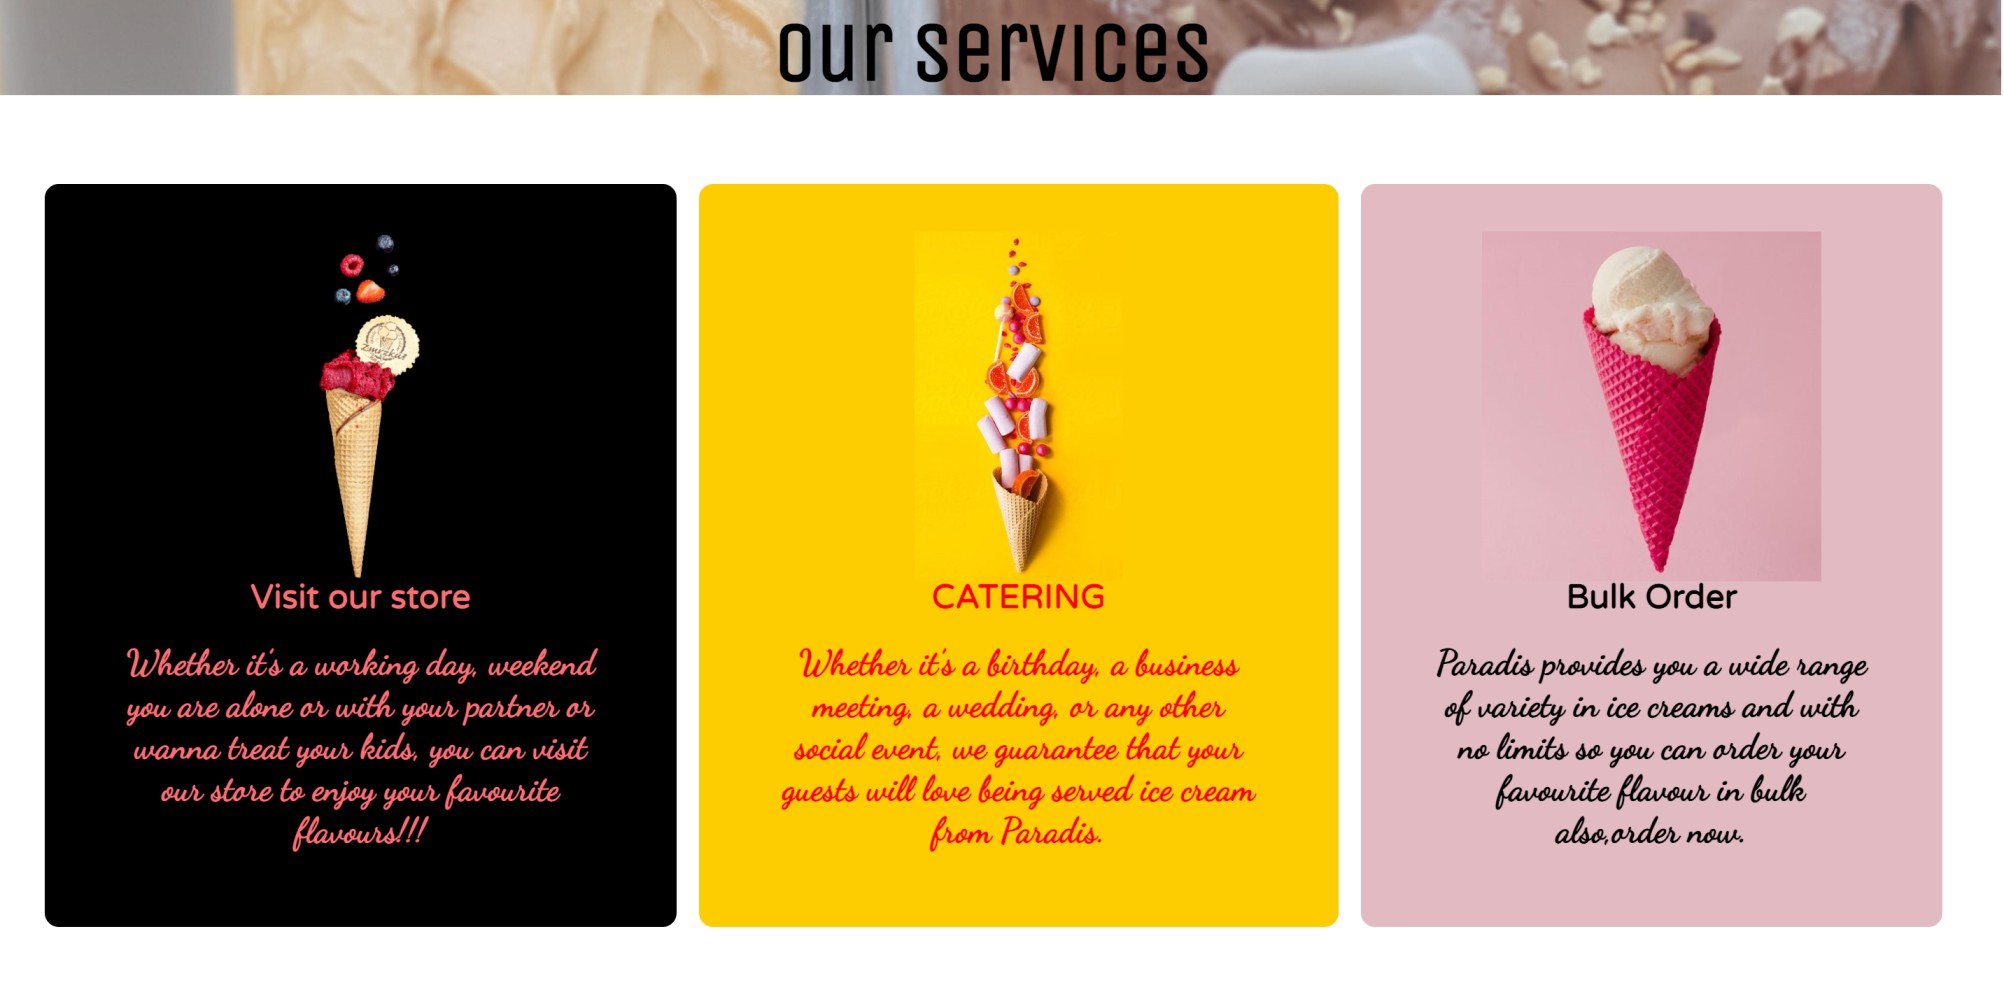 our services
Visit our store
Whether it's a working day, weekend
you are alone or with your partner or
wanna treat your kids, you can visit
our store to enjoy your favourite
flavours!!!
CATERING
Whether it's a birthday, a business
meeting, a wedding, or any other
social event, we guarantee that your
guests will love being served ice cream
from Paradis.
Bulk Order
Paradis provides you a wide range
of variety in ice creams and with
no limits so you can order your
favourite flavour in bulk
also,order now.